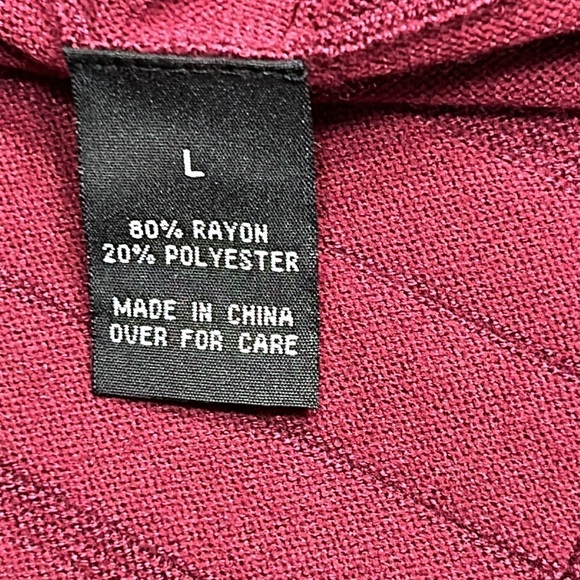 L
80% RAYON
20% POLYESTER
MADE IN CHINA
OVER FOR CARE